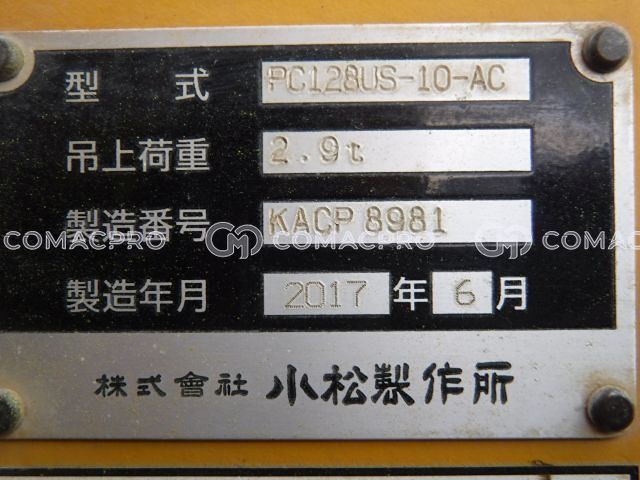 型 式 PC128US-10-AC
吊上荷重 2.9t
製造番号 KACP 8981
COMACPRO COMACPRO COMACPRO
製造年月 2017 年 6 月
株式會社 小松製作所